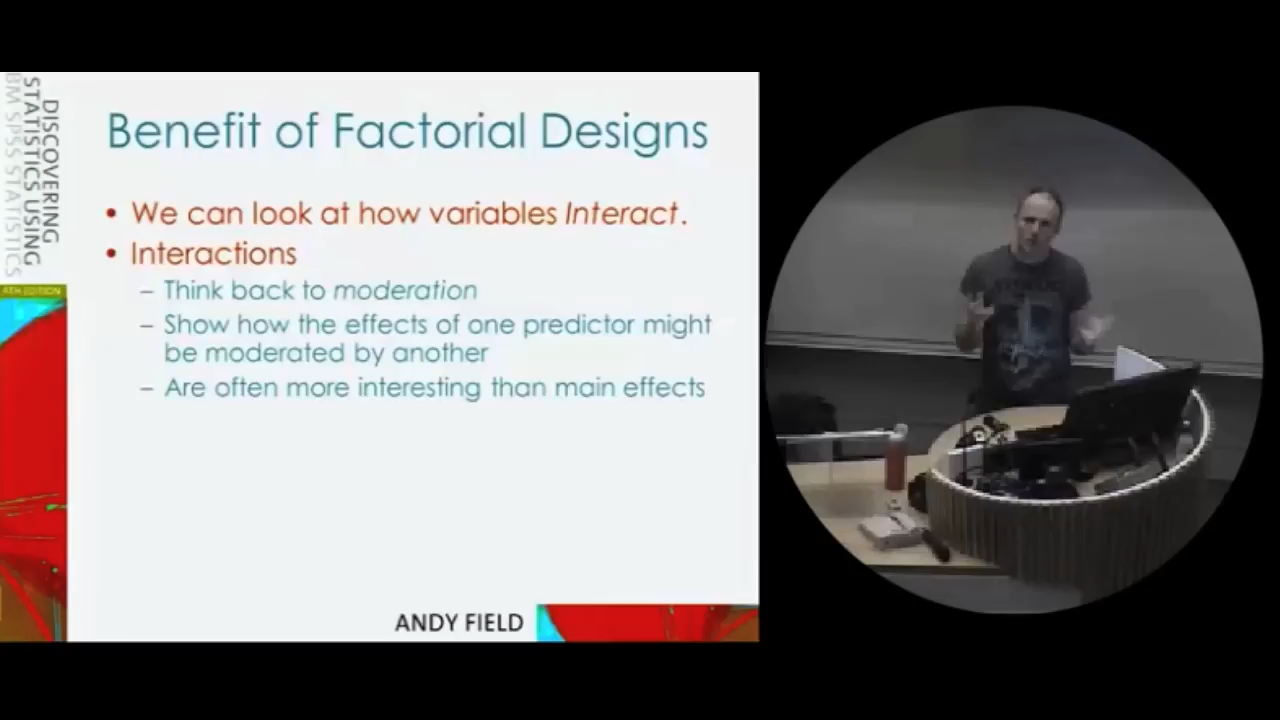 DISCOVERING
STATISTICS USING
IBM SPSS STATISTICS
4TH EDITION
Benefit of Factorial Designs
• We can look at how variables Interact.
• Interactions
– Think back to moderation
– Show how the effects of one predictor might
be moderated by another
– Are often more interesting than main effects
ANDY FIELD